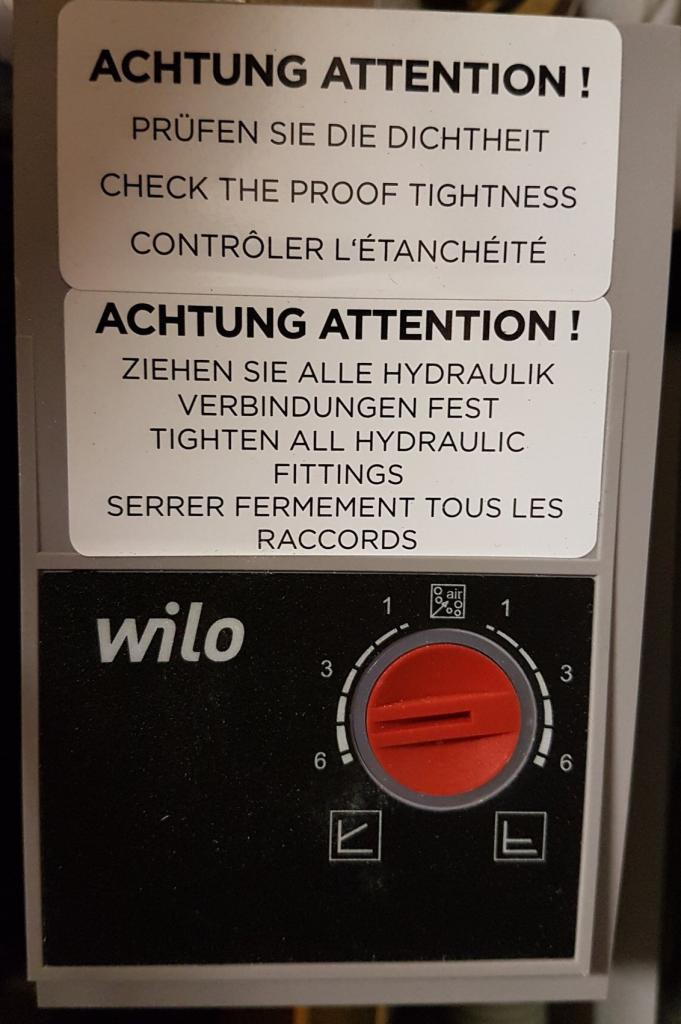 ACHTUNG ATTENTION !
PRÜFEN SIE DIE DICHTHEIT
CHECK THE PROOF TIGHTNESS
CONTRÔLER L‘ÉTANCHÉITÉ
ACHTUNG ATTENTION !
ZIEHEN SIE ALLE HYDRAULIK
VERBINDUNGEN FEST
TIGHTEN ALL HYDRAULIC
FITTINGS
SERRER FERMEMENT TOUS LES
RACCORDS
wilo
air
1 1
3 3
6 6